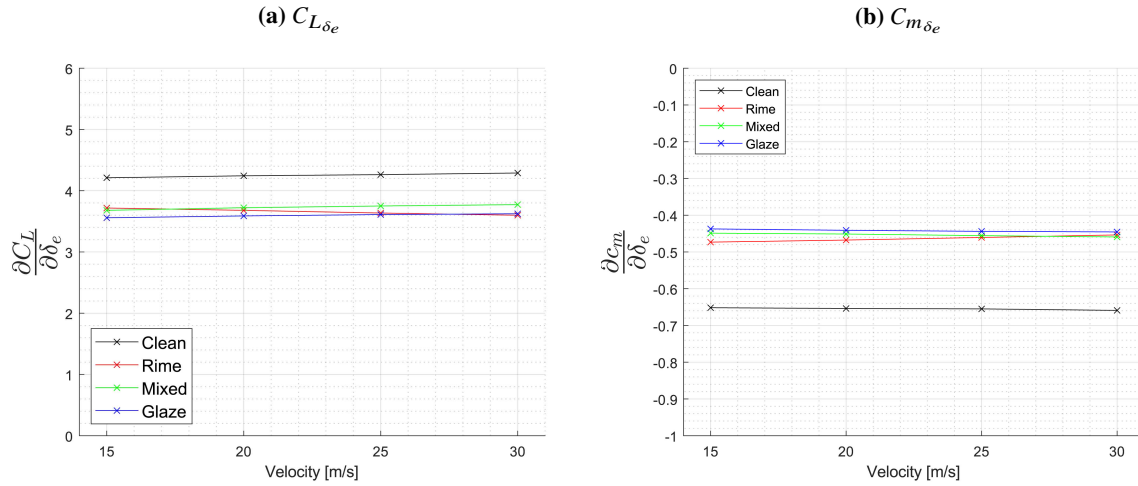 (a) C_{L_{δ_e}}
6
5
4
3
2
1
0
∂C_L
∂δ_e
Clean
Rime
Mixed
Glaze
15
20
25
30
Velocity [m/s]
(b) C_{m_{δ_e}}
0
-0.1
-0.2
-0.3
-0.4
-0.5
-0.6
-0.7
-0.8
-0.9
-1
∂c_m
∂δ_e
Clean
Rime
Mixed
Glaze
15
20
25
30
Velocity [m/s]